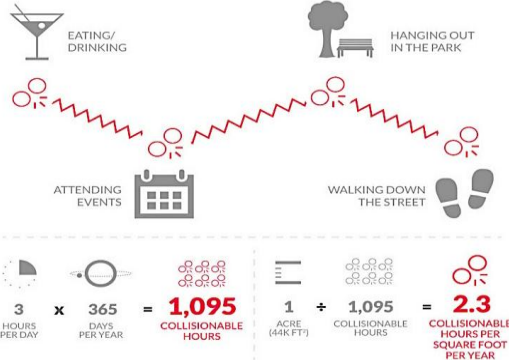 EATING/
DRINKING
HANGING OUT
IN THE PARK
ATTENDING
EVENTS
WALKING DOWN
THE STREET
3 x 365 = 1,095
HOURS
PER DAY
DAYS
PER YEAR
COLLISIONABLE
HOURS
1 ÷ 1,095 = 2.3
ACRE
(44K FT²)
COLLISIONABLE
HOURS
COLLISIONABLE
HOURS PER
SQUARE FOOT
PER YEAR